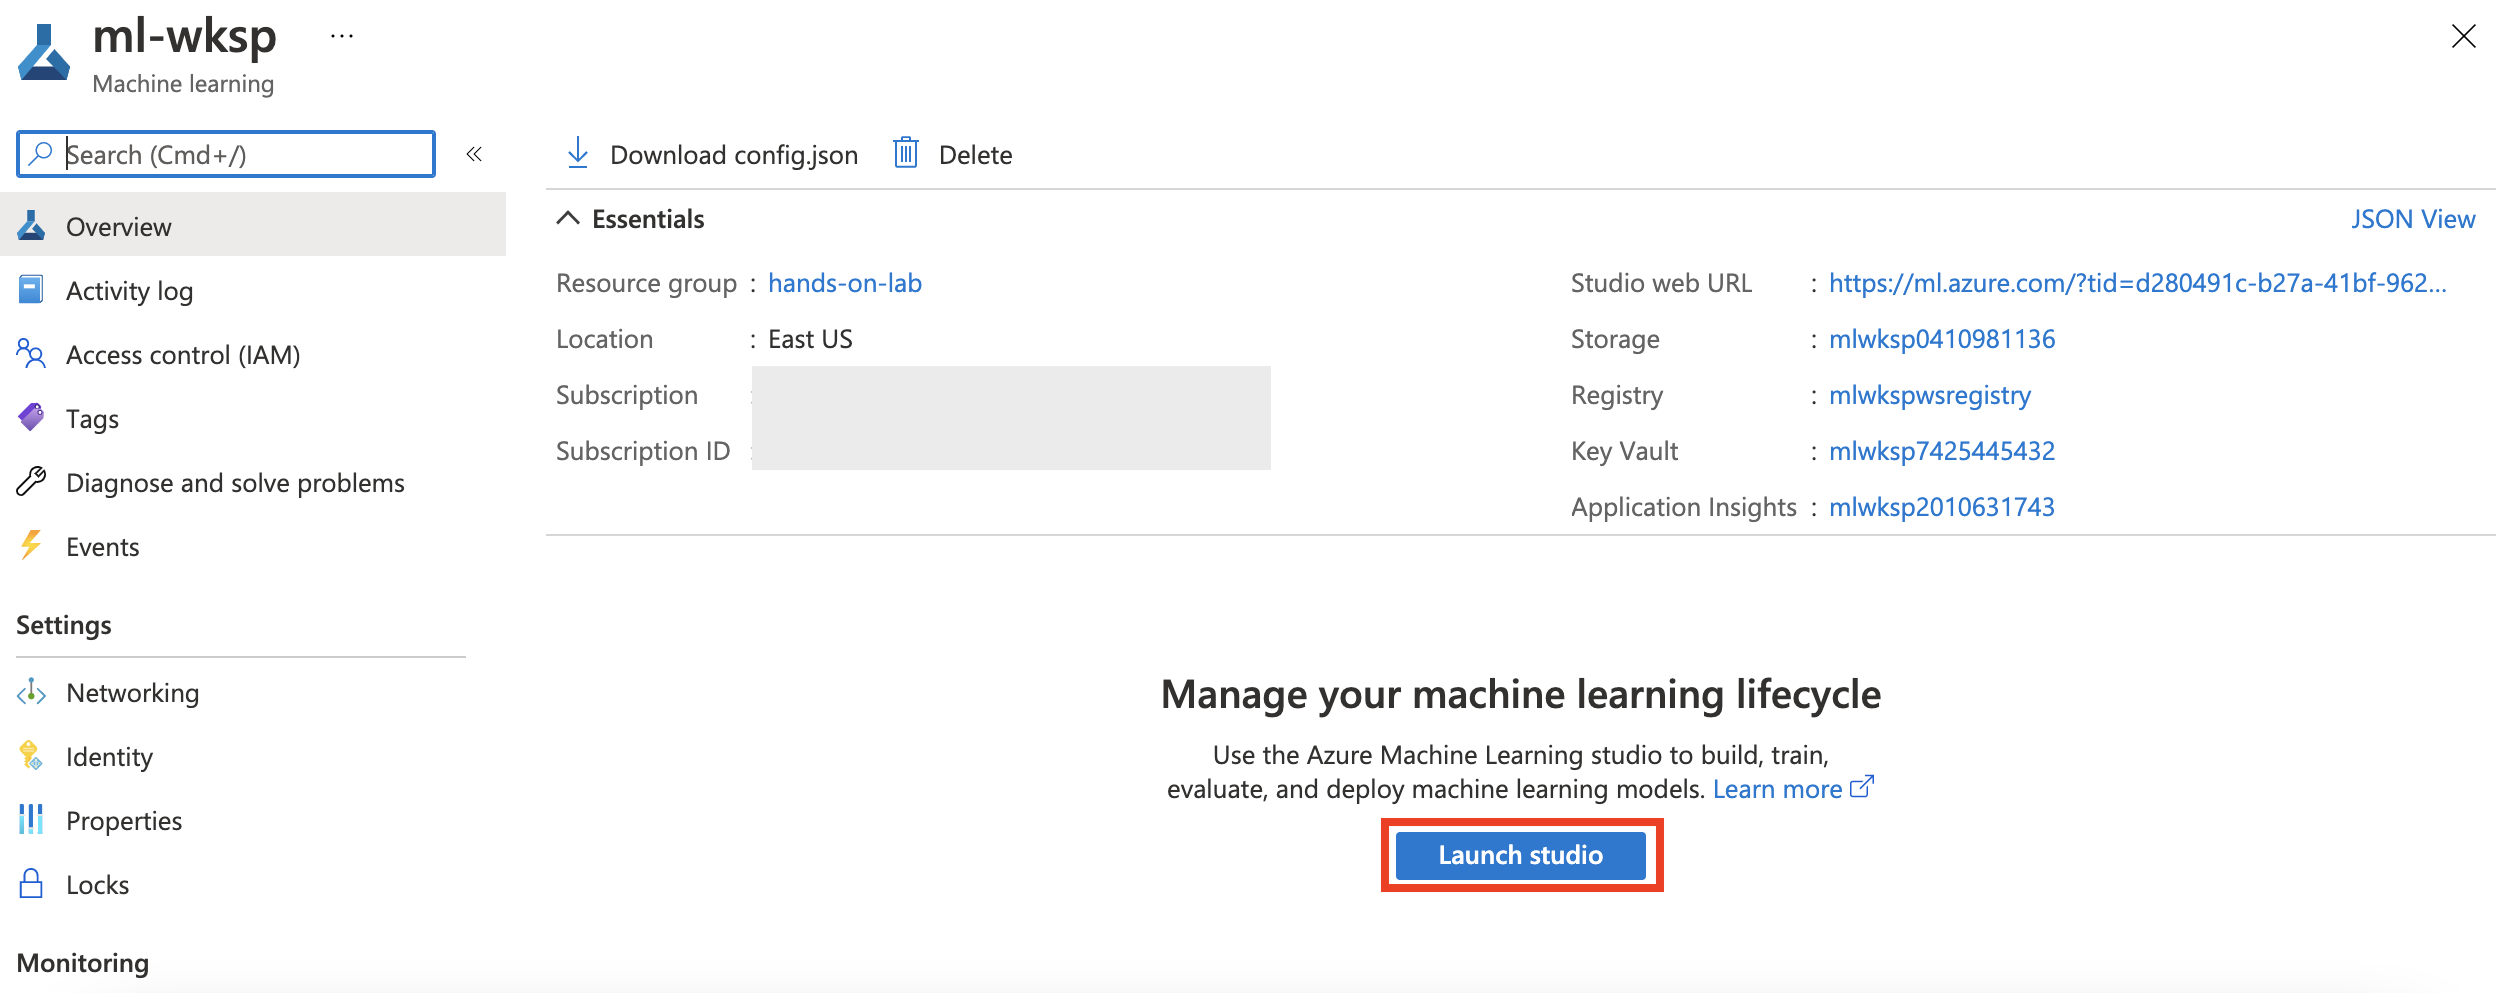 ml-wksp ...
Machine learning
Search (Cmd+/)
«
Download config.json
Delete
Overview
Activity log
Access control (IAM)
Tags
Diagnose and solve problems
Events
Settings
Networking
Identity
Properties
Locks
Monitoring
Essentials
JSON View
Resource group : hands-on-lab
Location : East US
Subscription :
Subscription ID :
Studio web URL : https://ml.azure.com/?tid=d280491c-b27a-41bf-962...
Storage : mlwksp0410981136
Registry : mlwkspwsregistry
Key Vault : mlwksp7425445432
Application Insights : mlwksp2010631743
Manage your machine learning lifecycle
Use the Azure Machine Learning studio to build, train,
evaluate, and deploy machine learning models. Learn more
Launch studio